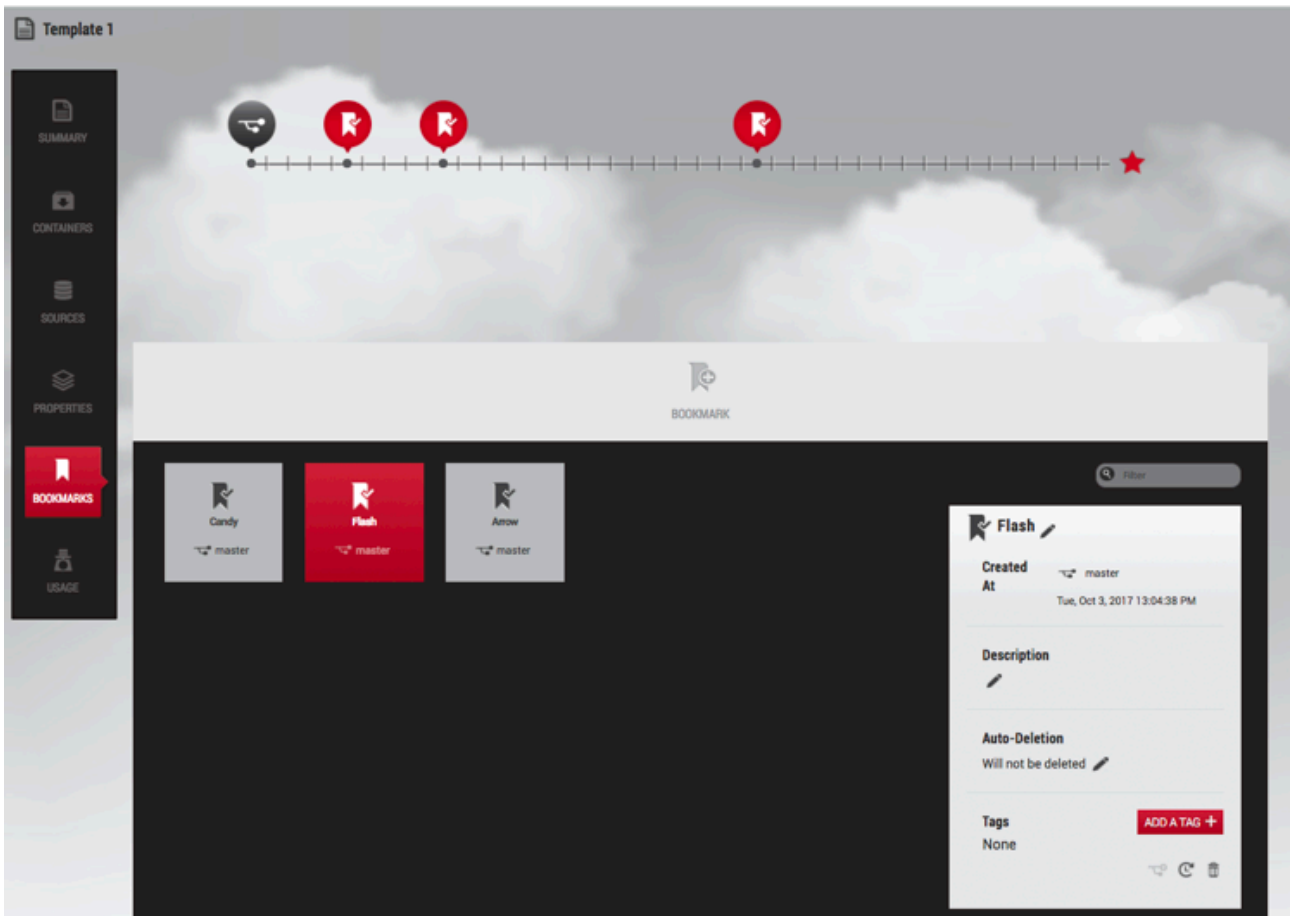 Template 1
SUMMARY
CONTAINERS
SOURCES
PROPERTIES
BOOKMARKS
USAGE
BOOKMARK
Candy
master
Flash
master
Arrow
master
Filter
Flash
Created At
master
Tue, Oct 3, 2017 13:04:38 PM
Description
Auto-Deletion
Will not be deleted
Tags
ADD A TAG +
None